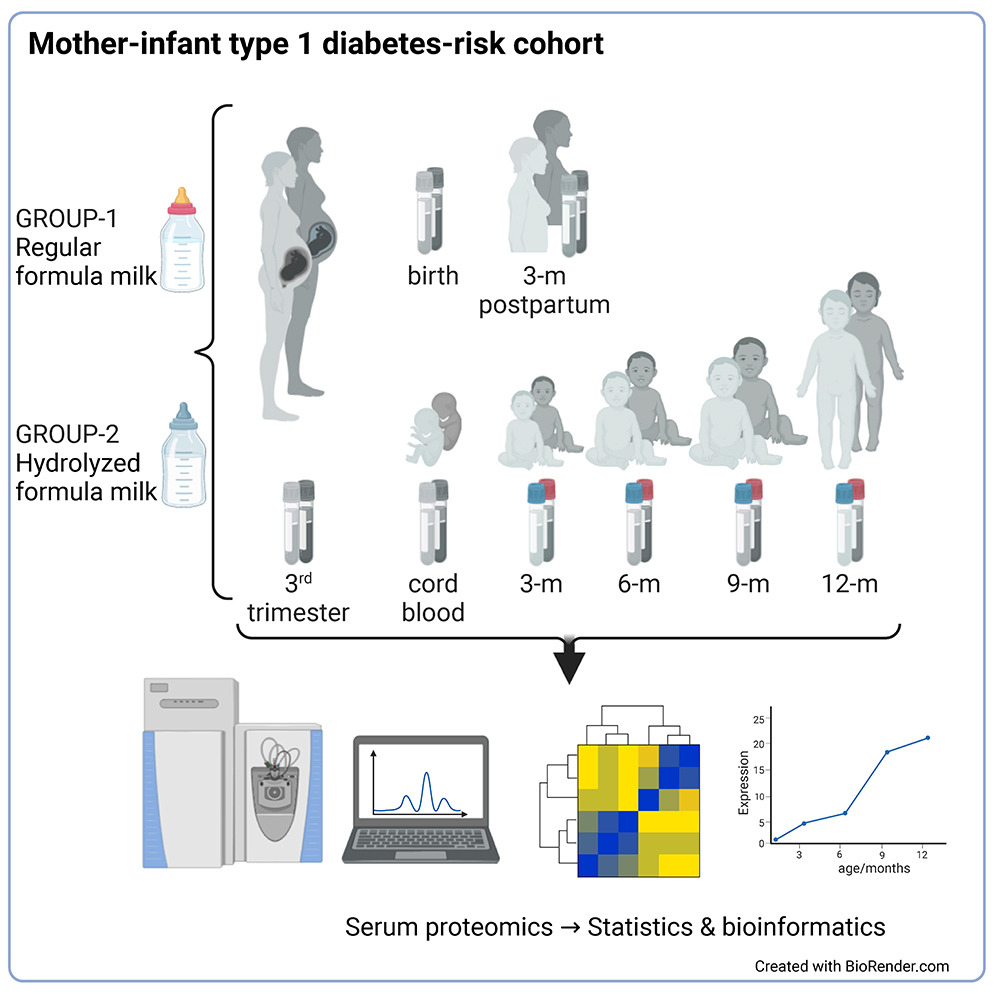 Mother-infant type 1 diabetes-risk cohort
GROUP-1
Regular
formula milk
birth
3-m
postpartum
GROUP-2
Hydrolyzed
formula milk
3rd
trimester
cord
blood
3-m
6-m
9-m
12-m
Expression
25
20
15
10
5
0
3
6
9
12
age/months
Serum proteomics → Statistics & bioinformatics
Created with BioRender.com